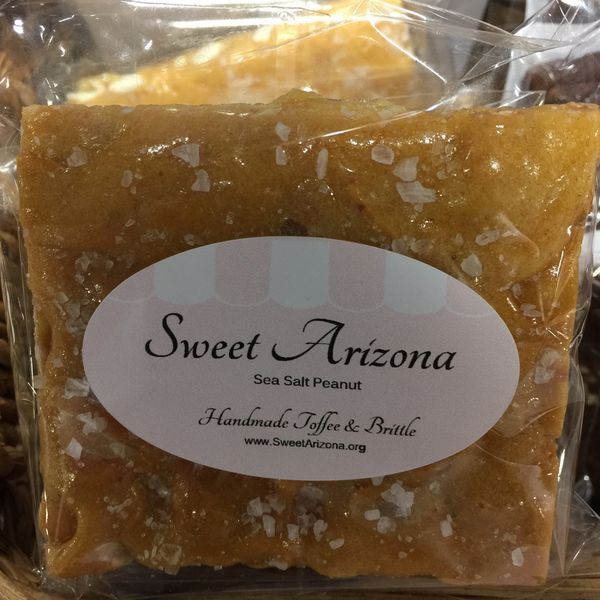 Sweet Arizona
Sea Salt Peanut
Handmade Toffee & Brittle
www.SweetArizona.org